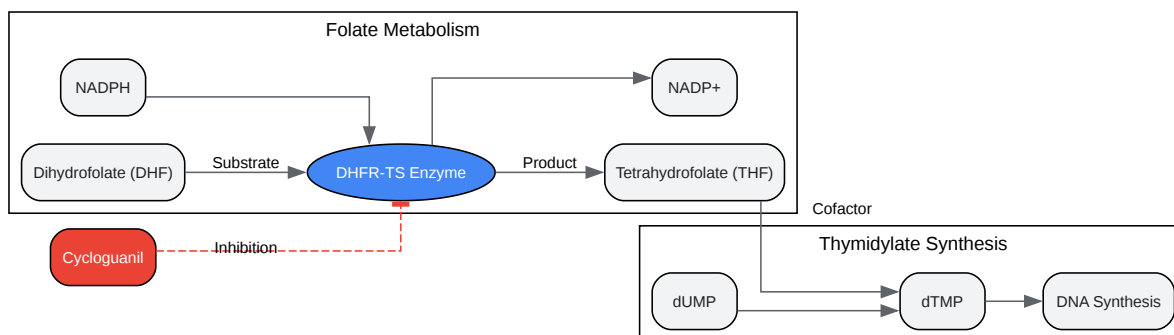 Folate Metabolism
NADPH
NADP+
Dihydrofolate (DHF)
Substrate
DHFR-TS Enzyme
Product
Tetrahydrofolate (THF)
Cofactor
Cycloguanil
Inhibition
Thymidylate Synthesis
dUMP
dTMP
DNA Synthesis